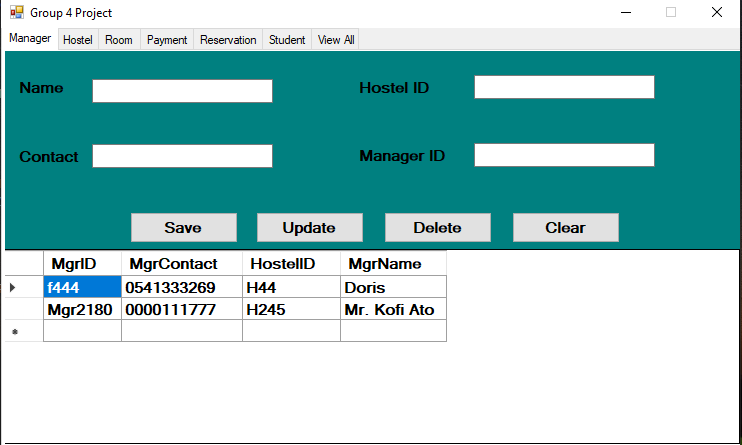 Group 4 Project
Manager Hostel Room Payment Reservation Student View All
Name Hostel ID
Contact Manager ID
Save Update Delete Clear
MgrID MgrContact HostelID MgrName
f444 0541333269 H44 Doris
Mgr2180 0000111777 H245 Mr. Kofi Ato